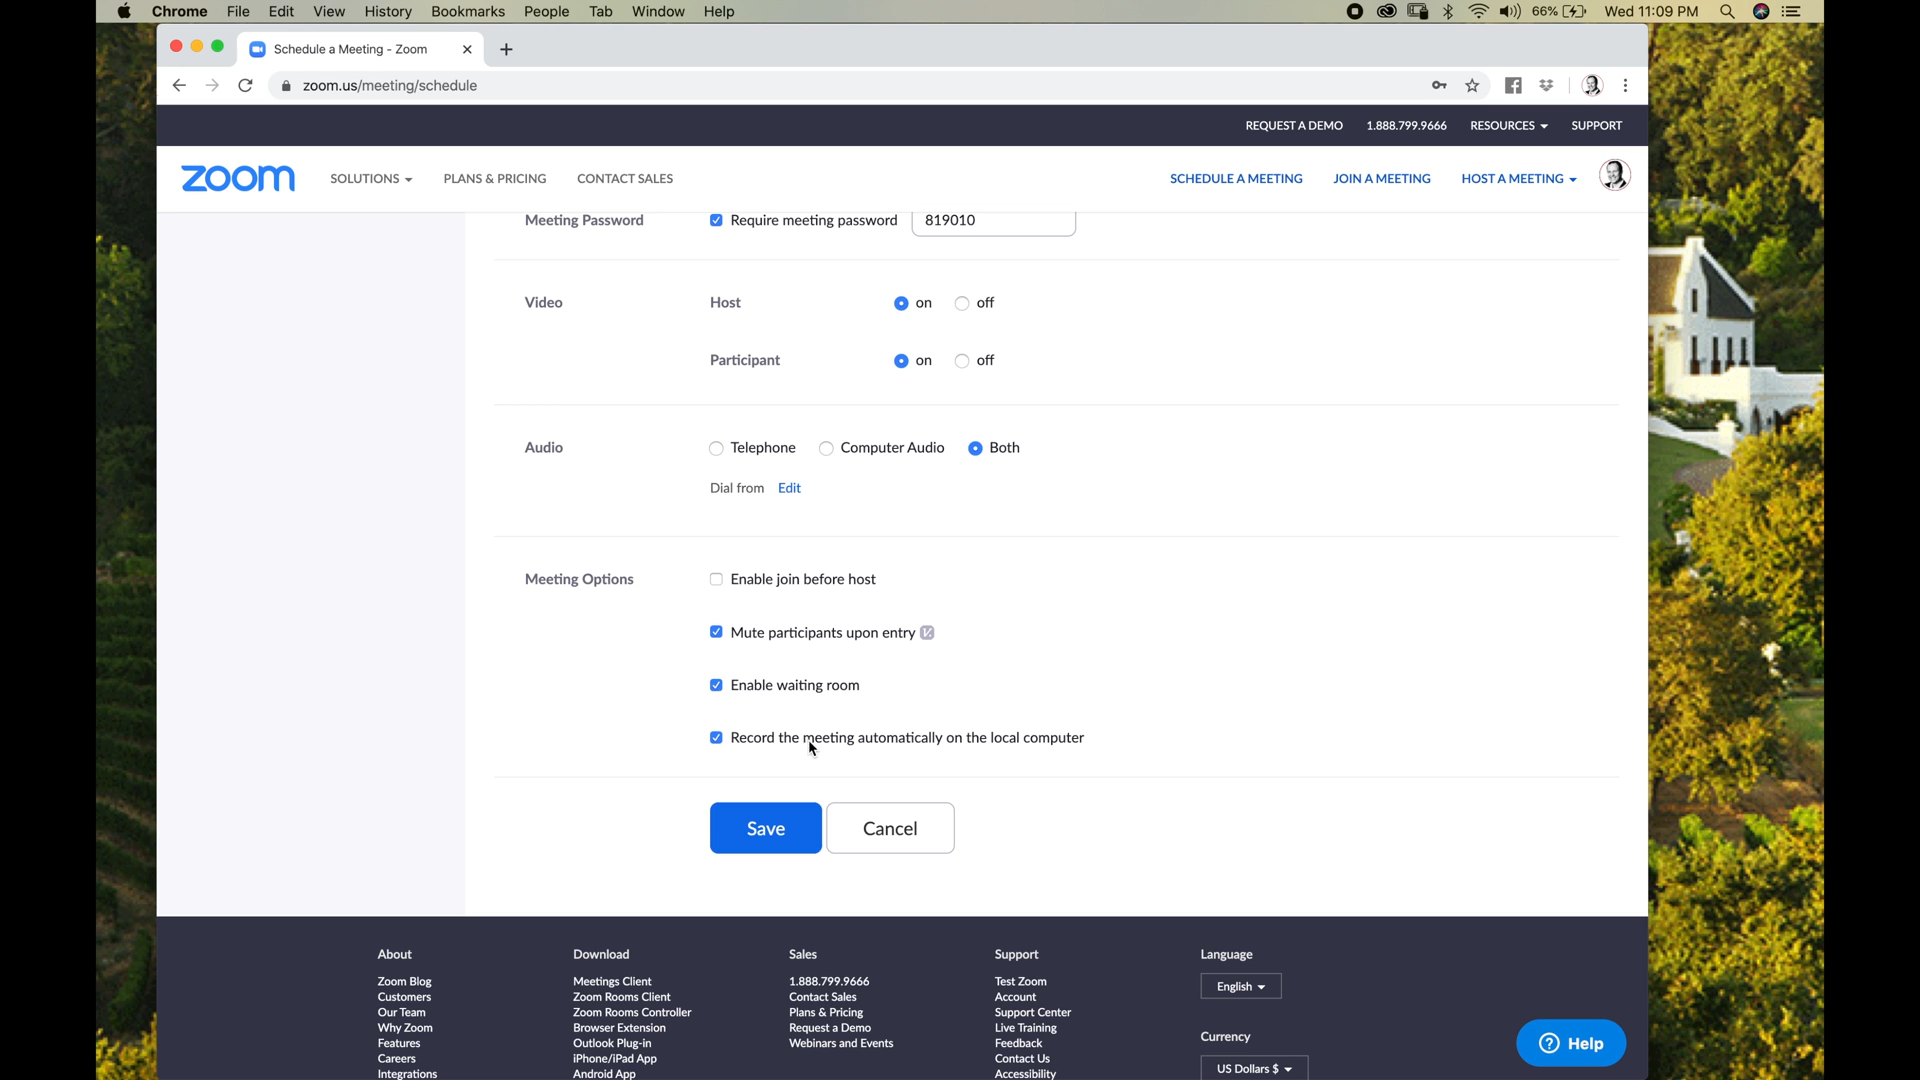 Chrome File Edit View History Bookmarks People Tab Window Help 66% Wed 11:09 PM
Schedule a Meeting - Zoom
zoom.us/meeting/schedule
REQUEST A DEMO 1.888.799.9666 RESOURCES SUPPORT
zoom SOLUTIONS PLANS & PRICING CONTACT SALES SCHEDULE A MEETING JOIN A MEETING HOST A MEETING
Meeting Password Require meeting password 819010
Video Host on off
Participant on off
Audio Telephone Computer Audio Both
Dial from Edit
Meeting Options Enable join before host
Mute participants upon entry
Enable waiting room
Record the meeting automatically on the local computer
Save Cancel
About Download Sales Support Language
Zoom Blog Meetings Client 1.888.799.9666 Test Zoom English
Customers Zoom Rooms Client Contact Sales Account
Our Team Zoom Rooms Controller Plans & Pricing Support Center
Why Zoom Browser Extension Request a Demo Live Training
Features Outlook Plug-in Webinars and Events Feedback Currency
Careers iPhone/iPad App Contact Us US Dollars $
Integrations Android App Accessibility
Help